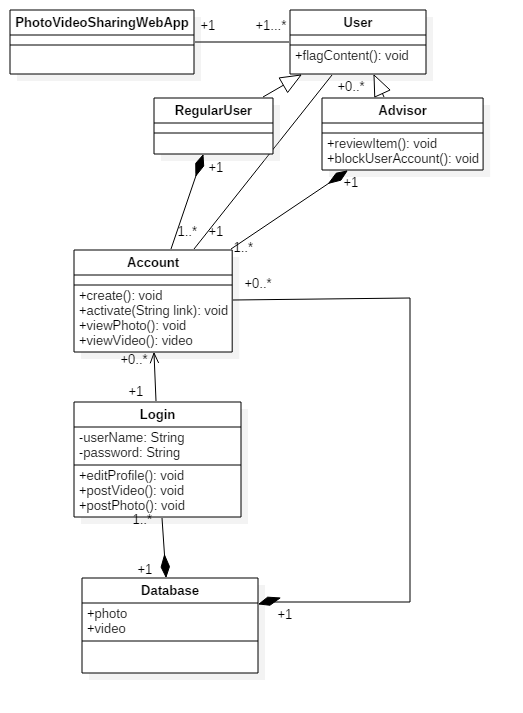 PhotoVideoSharingWebApp
+1
+1...*
User
+flagContent(): void
+0..*
RegularUser
+1
Advisor
+reviewItem(): void
+blockUserAccount(): void
+1
1..*
+1
1..*
Account
+create(): void
+activate(String link): void
+viewPhoto(): void
+viewVideo(): video
+0..*
+0..*
+1
Login
-userName: String
-password: String
+editProfile(): void
+postVideo(): void
+postPhoto(): void
1..*
+1
Database
+photo
+video
+1